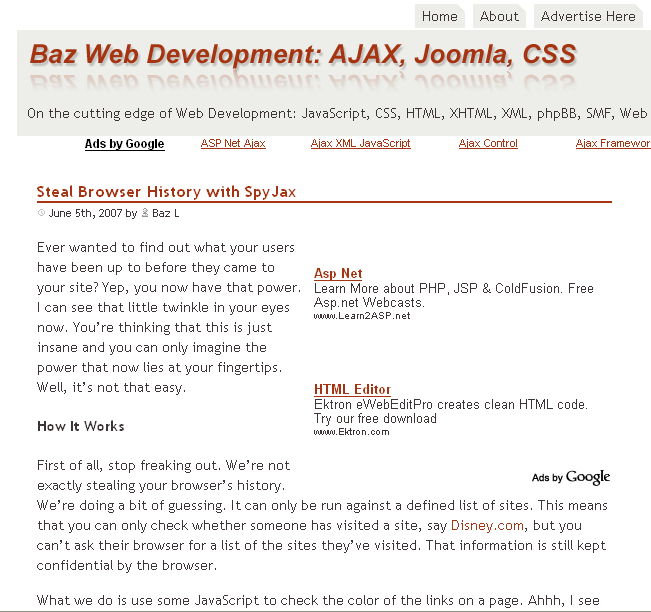 Home About Advertise Here
Baz Web Development: AJAX, Joomla, CSS
On the cutting edge of Web Development: JavaScript, CSS, HTML, XHTML, XML, phpBB, SMF, Web
Ads by Google ASP Net Ajax Ajax XML JavaScript Ajax Control Ajax Framewor
Steal Browser History with SpyJax
June 5th, 2007 by Baz L
Ever wanted to find out what your users
have been up to before they came to
your site? Yep, you now have that power.
I can see that little twinkle in your eyes
now. You're thinking that this is just
insane and you can only imagine the
power that now lies at your fingertips.
Well, it's not that easy.
Asp Net
Learn More about PHP, JSP & ColdFusion. Free
Asp.net Webcasts.
www.Learn2ASP.net
HTML Editor
Ektron eWebEditPro creates clean HTML code.
Try our free download
www.Ektron.com
Ads by Google
How It Works
First of all, stop freaking out. We're not
exactly stealing your browser's history.
We're doing a bit of guessing. It can only be run against a defined list of sites. This means
that you can only check whether someone has visited a site, say Disney.com, but you
can't ask their browser for a list of the sites they've visited. That information is still kept
confidential by the browser.
What we do is use some JavaScript to check the color of the links on a page. Ahhh, I see